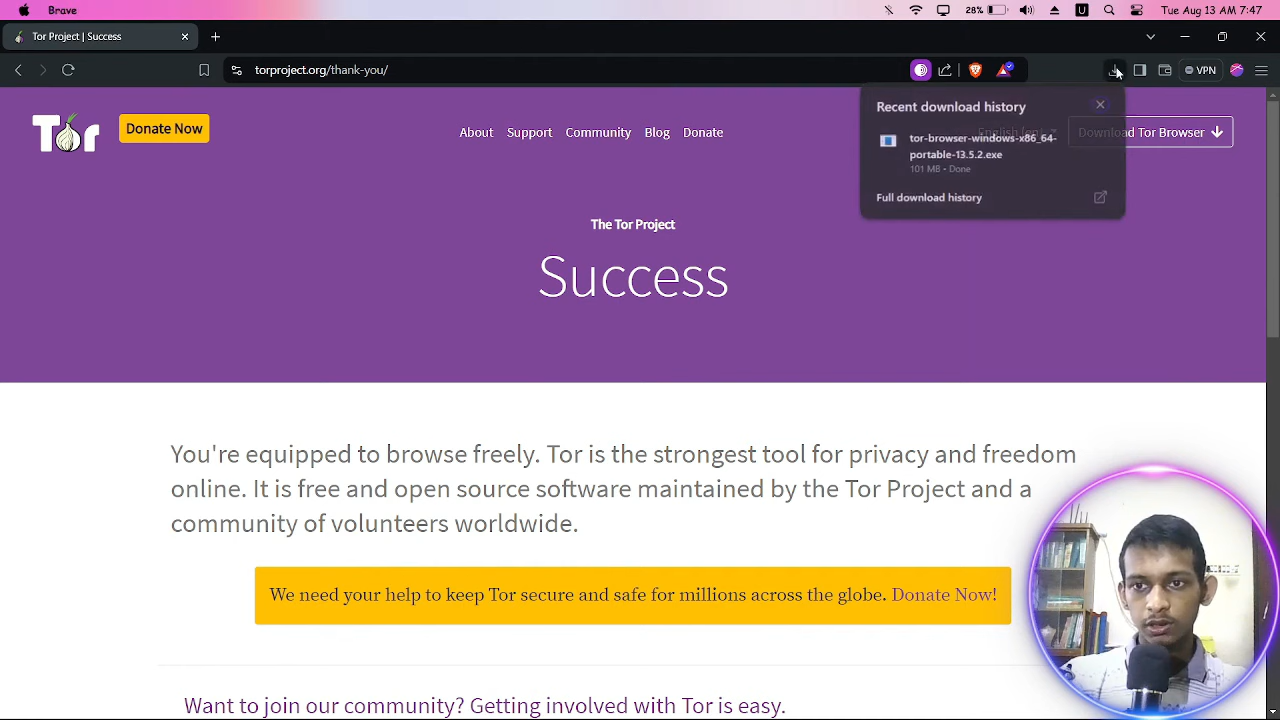 Brave
28%
U
Tue Aug 13 AM 7:47
Tor Project | Success
torproject.org/thank-you/
VPN
Recent download history
tor-browser-windows-x86_64-
portable-13.5.2.exe
101 MB • Done
Full download history
Tor
Donate Now
About
Support
Community
Blog
Donate
English (en)
Download Tor Browser
The Tor Project
Success
You're equipped to browse freely. Tor is the strongest tool for privacy and freedom
online. It is free and open source software maintained by the Tor Project and a
community of volunteers worldwide.
We need your help to keep Tor secure and safe for millions across the globe. Donate Now!
Want to join our community? Getting involved with Tor is easy.